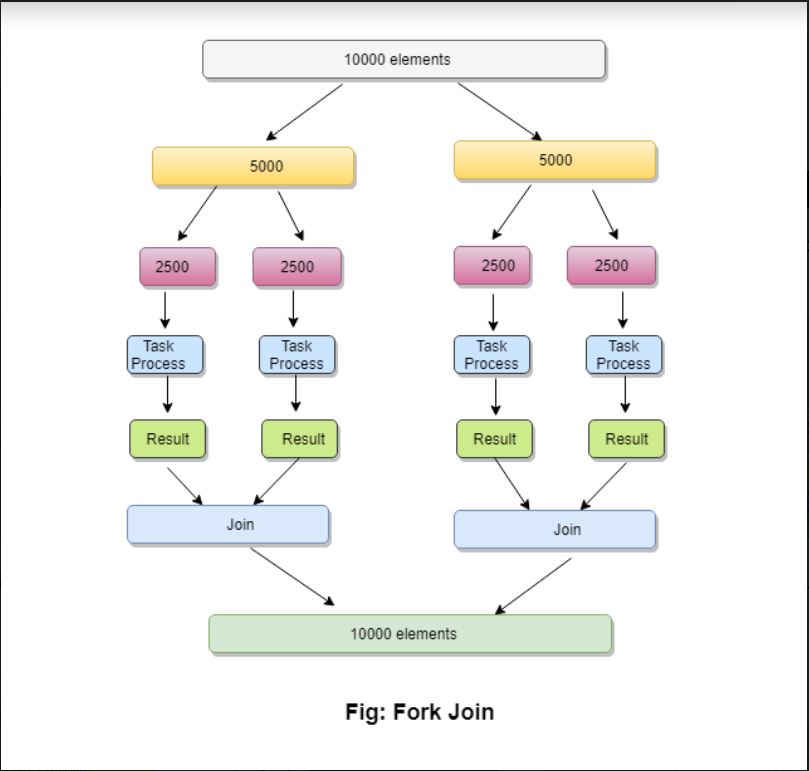 10000 elements
5000
5000
2500
2500
2500
2500
Task
Process
Task
Process
Task
Process
Task
Process
Result
Result
Result
Result
Join
Join
10000 elements
Fig: Fork Join